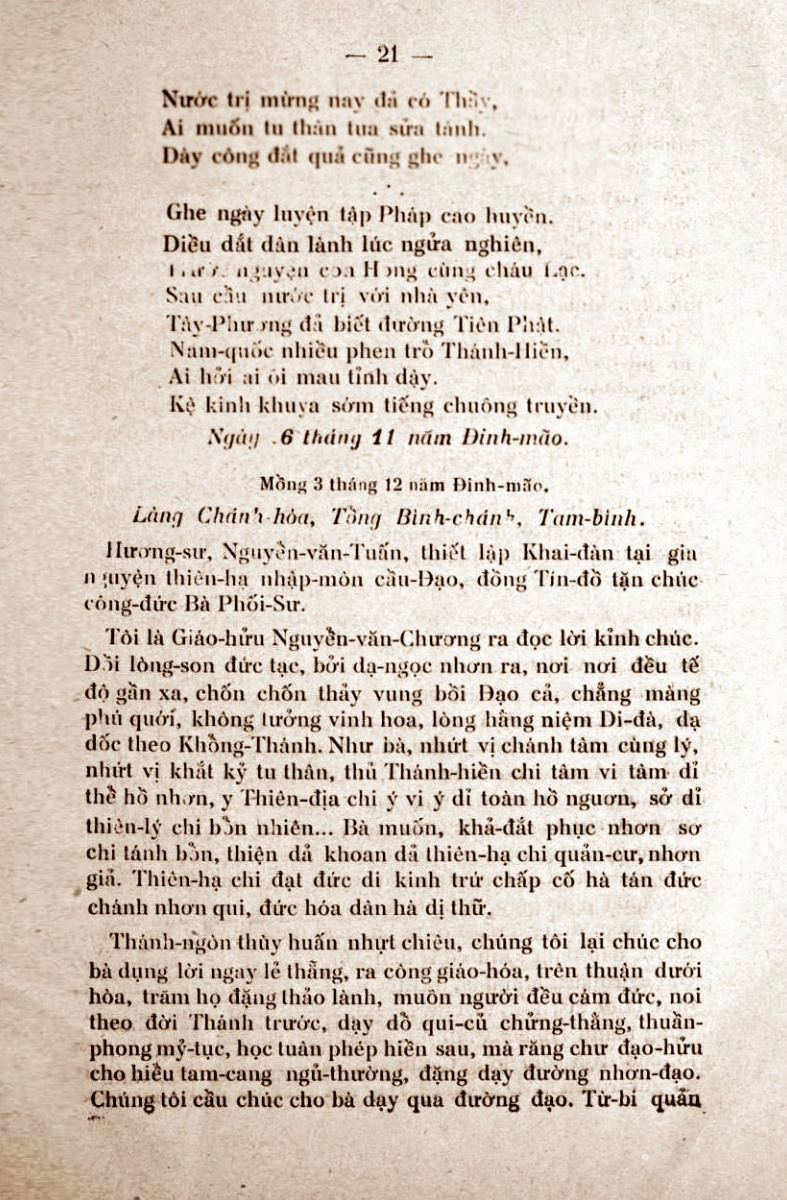 — 21 —
Nước trị mừng nay đả có Thầy,
Ai muốn tu thân tua sửa tánh.
Dày công đắt quả cũng ghe ngày,
Ghe ngày luyện tập Pháp cao huyền.
Diều dắt dân lành lúc ngửa nghiên,
nguyện con Hồng cùng cháu Lạc.
Sau cầu nước trị với nhà yên,
Tây-Phương đả biết đường Tiên Phật.
Nam-quốc nhiều phen trổ Thánh-Hiền,
Ai hởi ai ôi mau tỉnh dậy.
Kệ kinh khuya sớm tiếng chuông truyền.
Ngày 6 tháng 11 năm Đinh-mão.
Mồng 3 tháng 12 năm Đinh-mão.
Làng Chánh-hòa, Tổng Bình-chánh, Tam-bình.
Hương-sư, Nguyễn-văn-Tuấn, thiết lập Khai-đàn tại gia
nguyện thiên-hạ nhập-môn cầu-Đạo, đồng Tín-đồ tặn chúc
công-đức Bà Phối-Sư.
Tôi là Giáo-hửu Nguyễn-văn-Chương ra đọc lời kỉnh chúc.
Dồi lòng-son đức tạc, bởi dạ-ngọc nhơn ra, nơi nơi đều tế
độ gần xa, chốn chốn thảy vung bồi Đạo cả, chẳng màng
phú quới, không tưởng vinh hoa, lòng hằng niệm Di-đà, dạ
dốc theo Khổng-Thánh. Như bà, nhứt vị chánh tâm cùng lý,
nhứt vị khắt kỷ tu thân, thủ Thánh-hiền chi tâm vi tâm dỉ
thể hồ nhơn, y Thiên-địa chi ý vi ý dỉ toàn hồ nguơn, sở dỉ
thiên-lý chi bổn nhiên... Bà muốn, khả-đắt phục nhơn sơ
chi tánh bổn, thiện dả khoan dả thiên-hạ chi quản-cư, nhơn
giả. Thiên-hạ chi đạt đức di kinh trứ chấp cố hà tán đức
chánh nhơn qui, đức hóa dân hà dị thữ.
Thánh-ngôn thùy huấn nhựt chiêu, chúng tôi lại chúc cho
bà dụng lời ngay lẻ thẳng, ra công giáo-hóa, trên thuận dưới
hòa, trăm họ đặng thảo lành, muôn người đều cảm đức, noi
theo đời Thánh trước, dạy dổ qui-củ chửng-thằng, thuần-
phong mỷ-tục, học tuân phép hiền sau, mà răng chư đạo-hửu
cho hiếu tam-cang ngủ-thường, đặng dạy đường nhơn-đạo.
Chúng tôi cầu chúc cho bà dạy qua đường đạo. Từ-bi quản